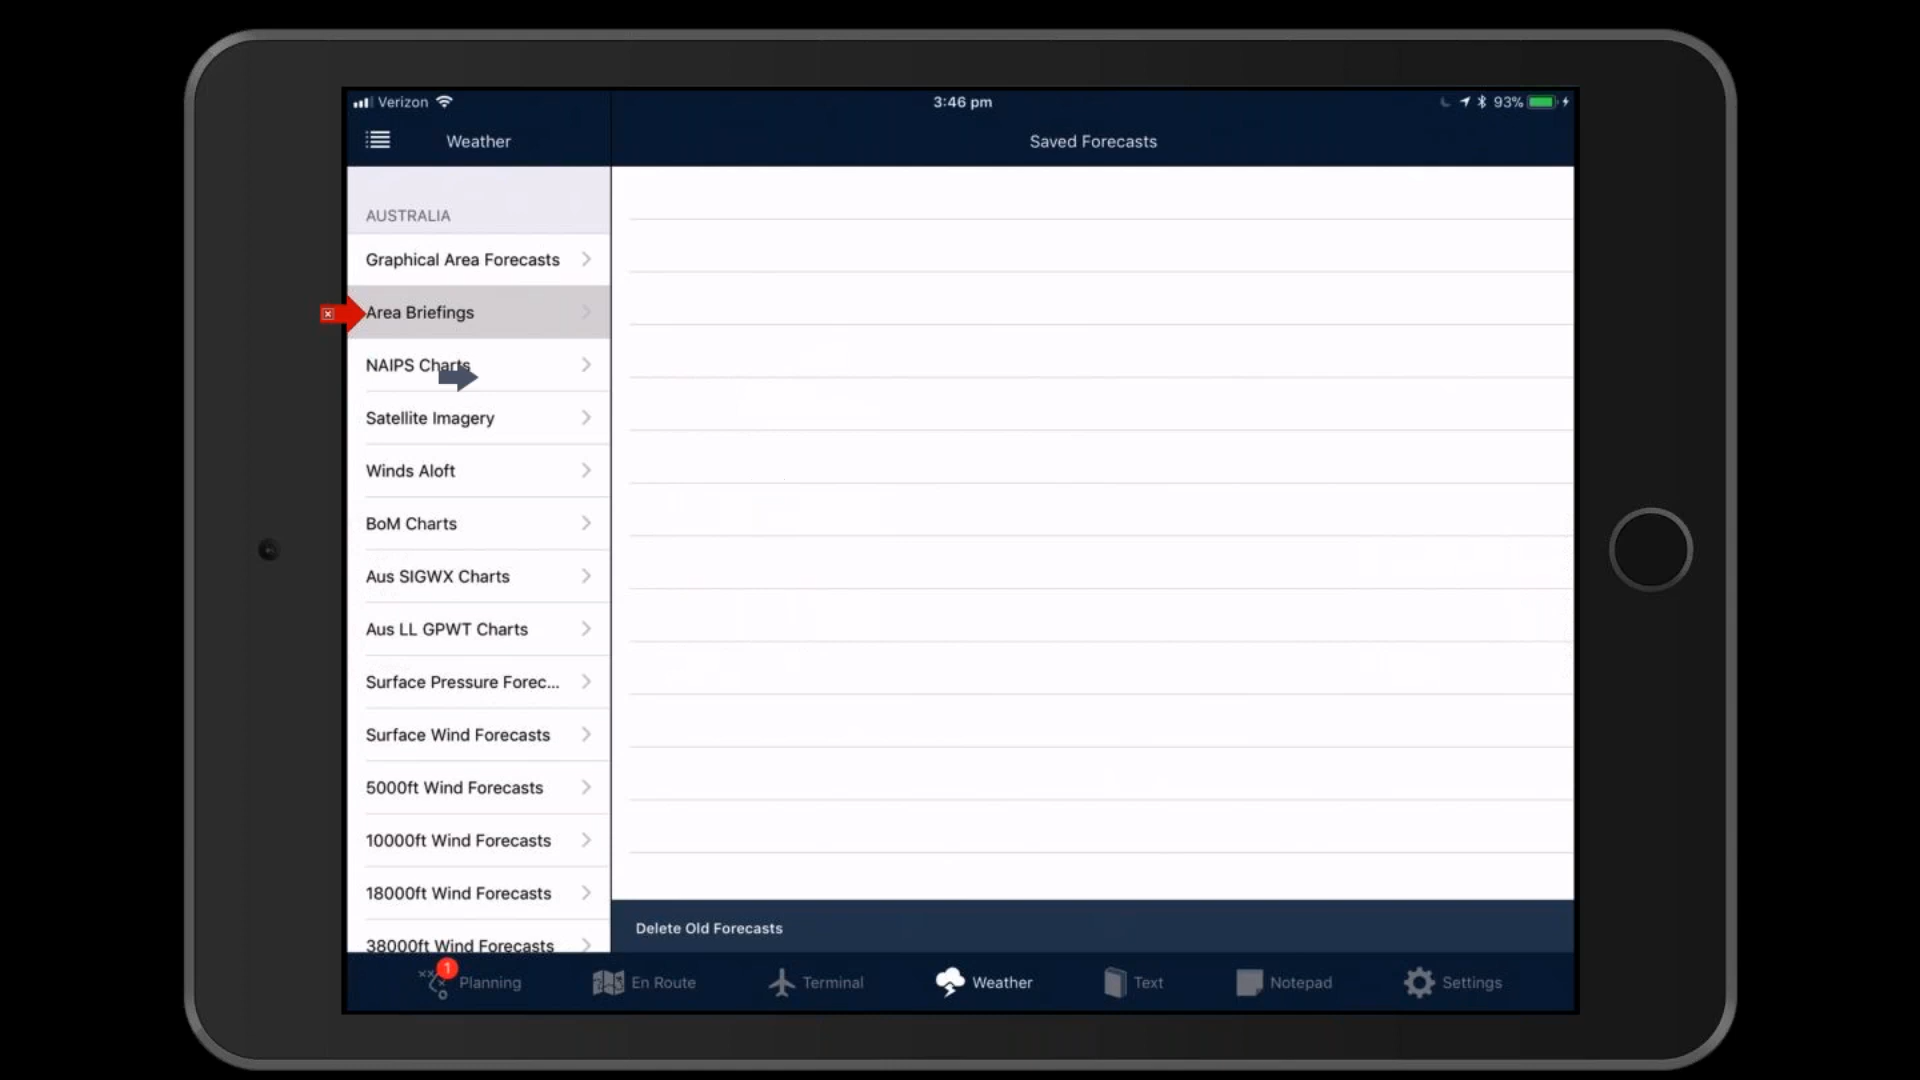 Verizon
3:46 pm
93%
Weather
Saved Forecasts
AUSTRALIA
Graphical Area Forecasts
Area Briefings
NAIPS Charts
Satellite Imagery
Winds Aloft
BoM Charts
Aus SIGWX Charts
Aus LL GPWT Charts
Surface Pressure Forec...
Surface Wind Forecasts
5000ft Wind Forecasts
10000ft Wind Forecasts
18000ft Wind Forecasts
38000ft Wind Forecasts
Delete Old Forecasts
1
Planning
En Route
Terminal
Weather
Text
Notepad
Settings